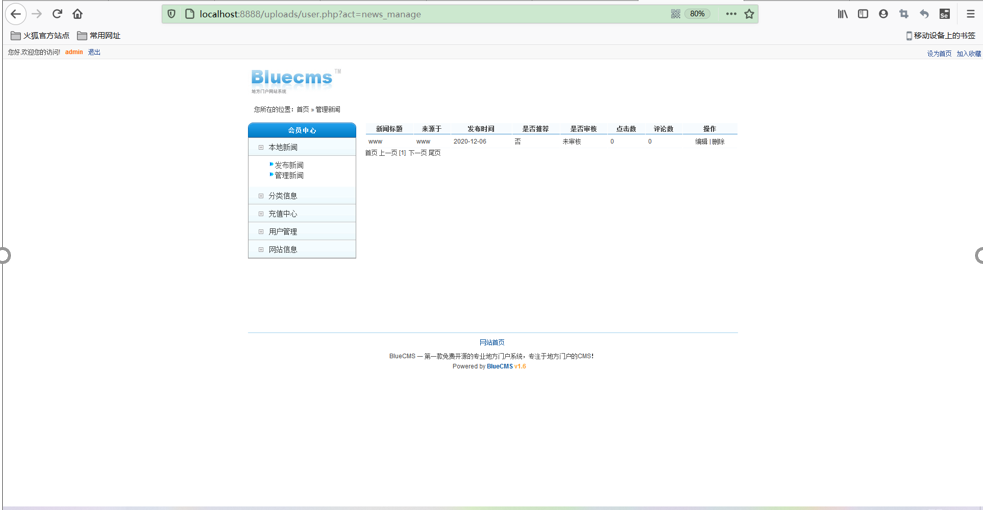 localhost:8888/uploads/user.php?act=news_manage 80%
火狐官方站点 常用网址 移动设备上的书签
您好,欢迎您的访问! admin 退出 设为首页 加入收藏
Bluecms TM
地方门户网站系统
您所在的位置：首页 » 管理新闻
会员中心
本地新闻
发布新闻
管理新闻
分类信息
充值中心
用户管理
网站信息
新闻标题 来源于 发布时间 是否推荐 是否审核 点击数 评论数 操作
www www 2020-12-06 否 未审核 0 0 编辑 | 删除
首页 上一页 [1] 下一页 尾页
网站首页
BlueCMS — 第一款免费开源的专业地方门户系统，专注于地方门户的CMS!
Powered by BlueCMS v1.6